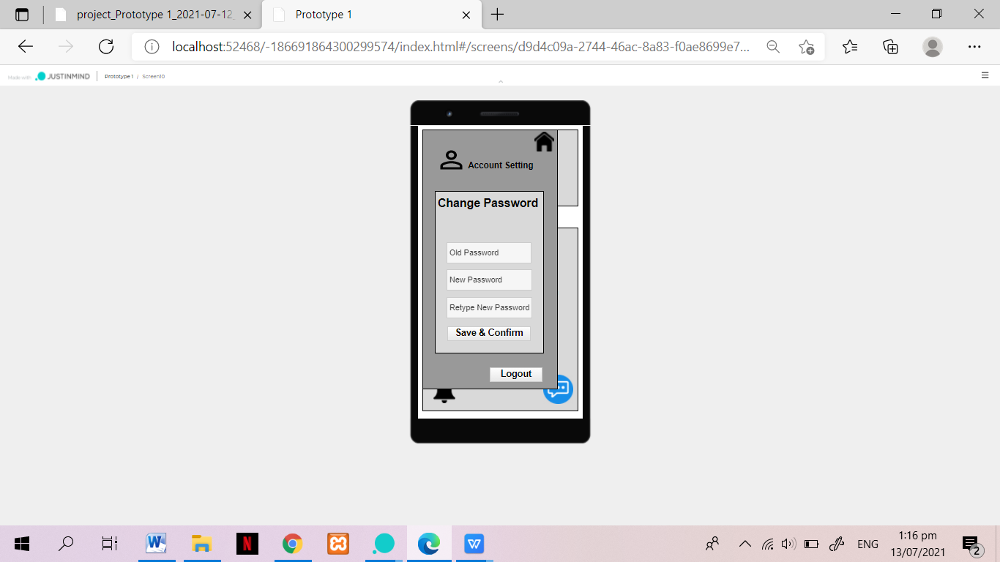 project_Prototype 1_2021-07-12
Prototype 1
localhost:52468/-186691864300299574/index.html#/screens/d9d4c09a-2744-46ac-8a83-f0ae8699e7...
Made with JUSTINMIND
Prototype 1 / Screen10
Account Setting
Change Password
Old Password
New Password
Retype New Password
Save & Confirm
Logout
W
N
W
ENG
1:16 pm
13/07/2021
2